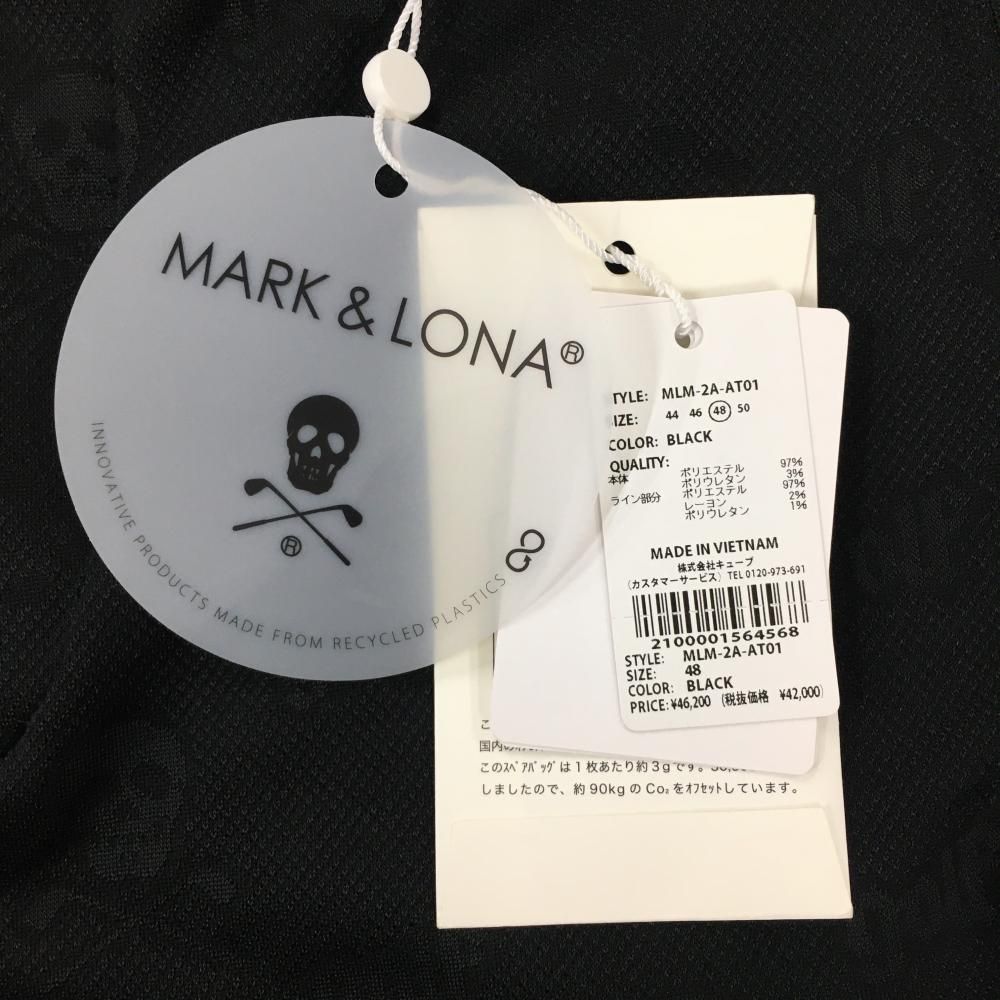 MARK & LONA®
®
INNOVATIVE PRODUCTS MADE FROM RECYCLED PLASTICS
TYLE: MLM-2A-AT01
IZE: 44 46 48 50
COLOR: BLACK
QUALITY:
本体 ポリエステル 97%
ポリウレタン 3%
ライン部分 ポリエステル 97%
レーヨン 2%
ポリウレタン 1%
MADE IN VIETNAM
株式会社キューブ
(カスタマーサービス) TEL 0120-973-691
2100001564568
STYLE: MLM-2A-AT01
SIZE: 48
COLOR: BLACK
PRICE: ¥46,200 (税抜価格 ¥42,000)
こ
国内の
このスペアバッグは1枚あたり約3gです。
しましたので、約90kgのCo₂をオフセットしています。